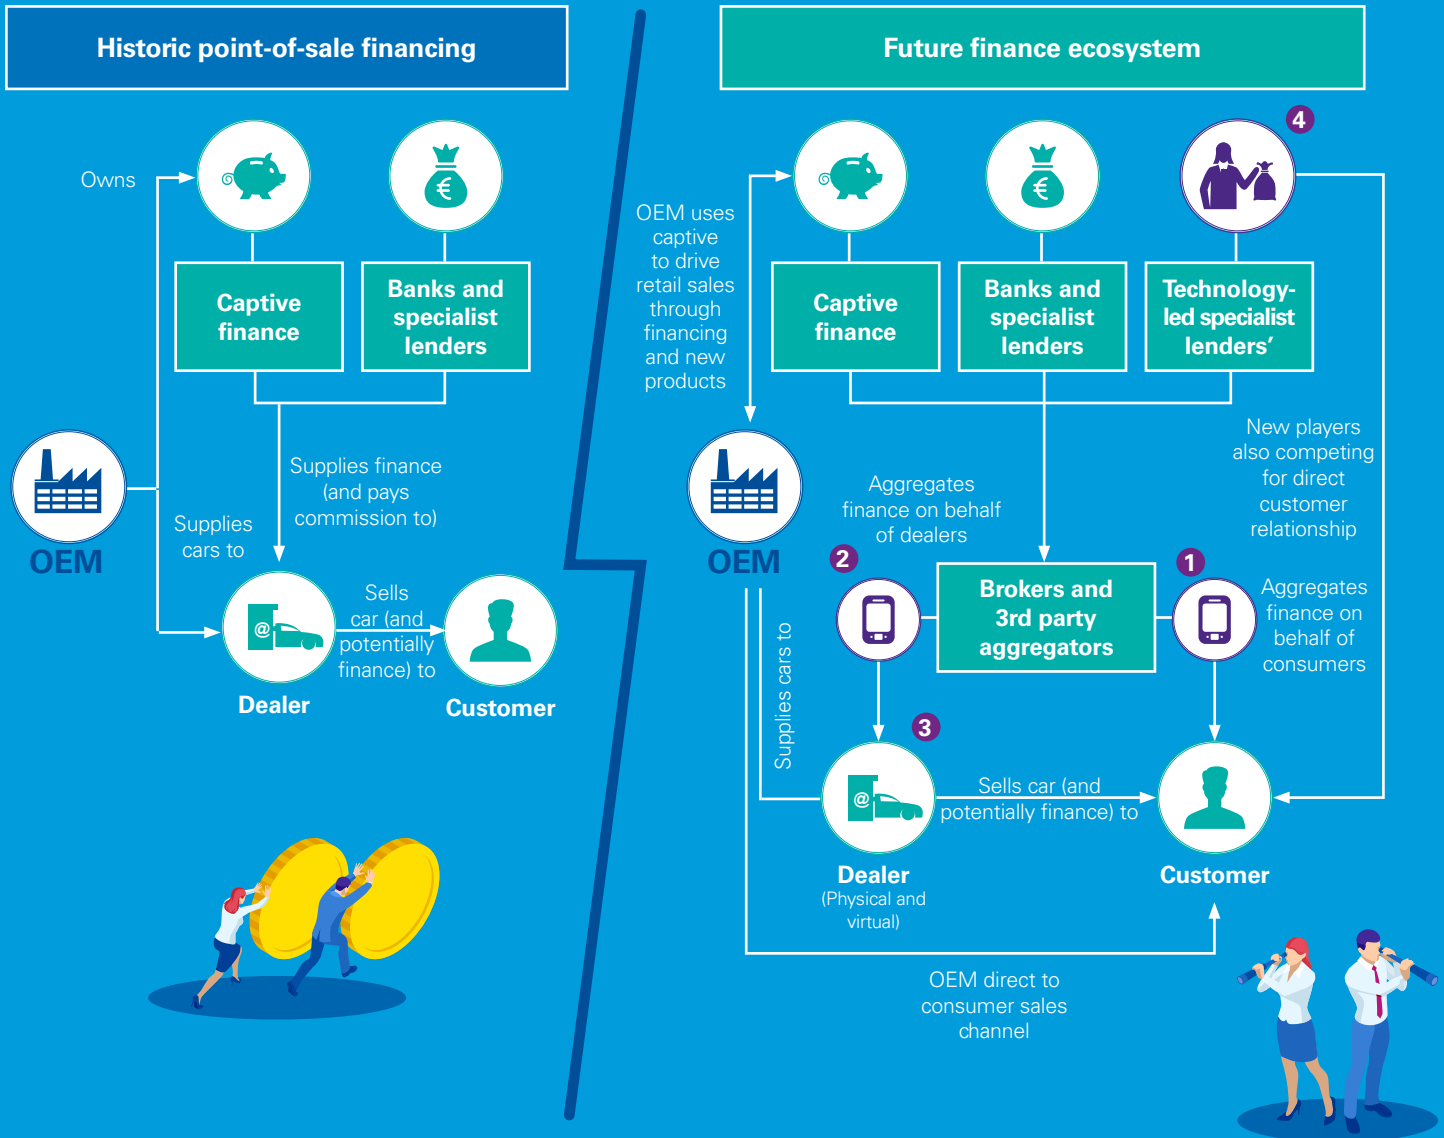 Historic point-of-sale financing
Owns
Captive
finance
Banks and
specialist
lenders
OEM
Supplies finance
(and pays
commission to)
Supplies
cars to
@
Dealer
Sells
car (and
potentially
finance) to
Customer
Future finance ecosystem
4
OEM uses
captive
to drive
retail sales
through
financing
and new
products
€
€
Captive
finance
Banks and
specialist
lenders
Technology-
led specialist
lenders’
New players
also competing
for direct
customer
relationship
OEM
Aggregates
finance on behalf
of dealers
2
Brokers and
3rd party
aggregators
1
Aggregates
finance on
behalf of
consumers
Supplies cars to
3
@
Dealer
(Physical and
virtual)
Sells car (and
potentially finance) to
Customer
OEM direct to
consumer sales
channel